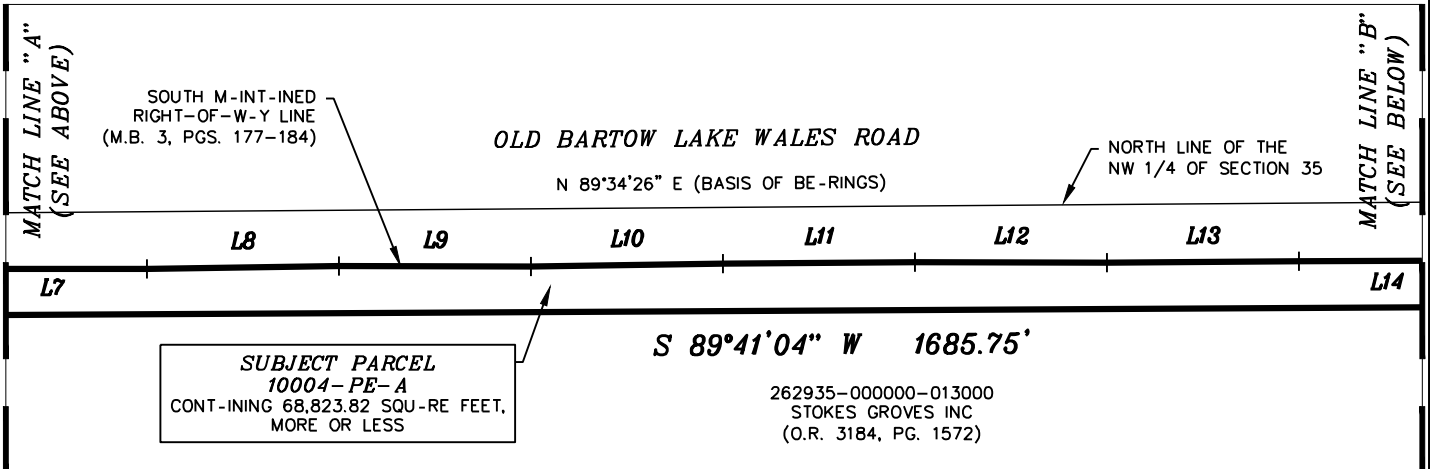 MATCH LINE "A"
(SEE ABOVE)
SOUTH M-INT-INED
RIGHT-OF-W-Y LINE
(M.B. 3, PGS. 177-184)
OLD BARTOW LAKE WALES ROAD
N 89°34'26" E (BASIS OF BE-RINGS)
NORTH LINE OF THE
NW 1/4 OF SECTION 35
MATCH LINE "B"
(SEE BELOW)
L8 L9 L10 L11 L12 L13
L7 L14
S 89°41'04" W 1685.75'
SUBJECT PARCEL
10004-PE-A
CONT-INING 68,823.82 SQU-RE FEET,
MORE OR LESS
262935-000000-013000
STOKES GROVES INC
(O.R. 3184, PG. 1572)